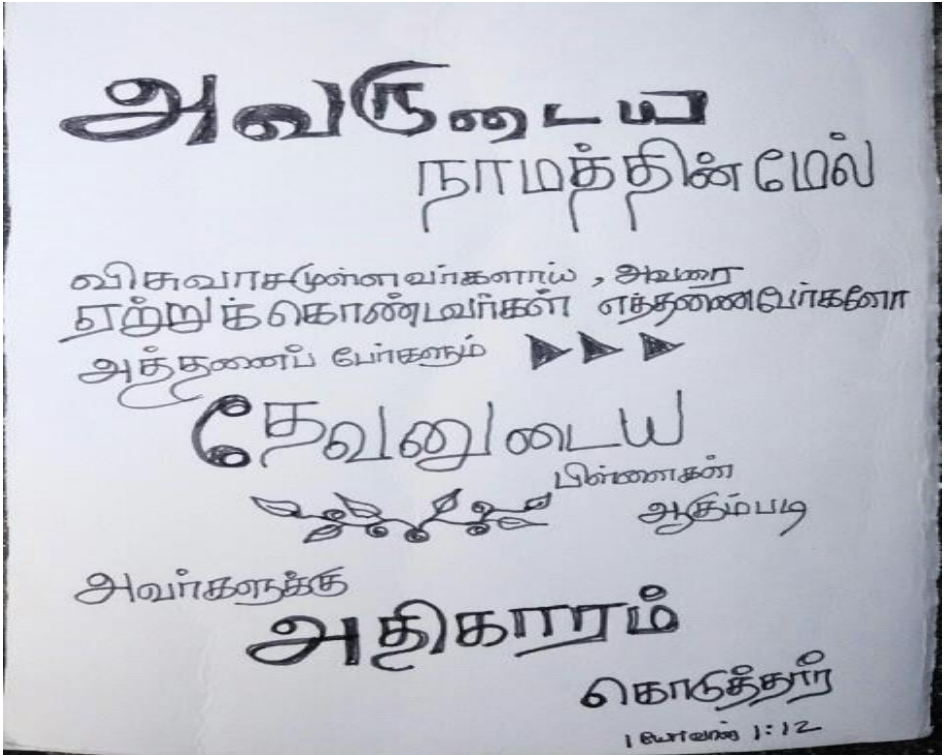 அவருடைய
நாமத்தின் மேல்
விசுவாசமுள்ளவர்களாய், அவரை
ஏற்றுக்கொண்டவர்கள் எத்தனைபேர்களோ
அத்தனைப் பேர்களும்
தேவனுடைய
பிள்ளைகள்
ஆகும்படி
அவர்களுக்கு
அதிகாரம்
கொடுத்தார்
1 யோவான் 1:12